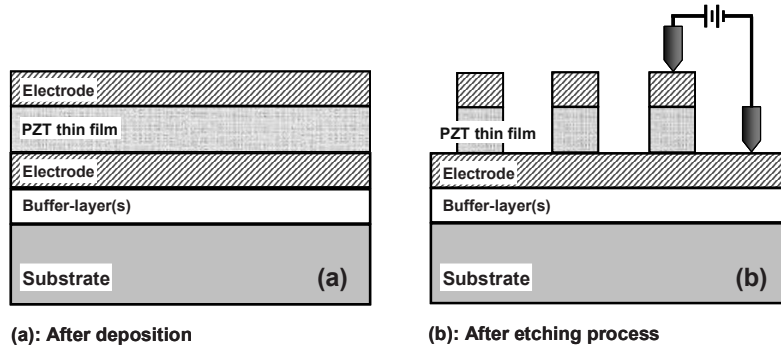 Electrode
PZT thin film
Electrode
Buffer-layer(s)
Substrate
(a)
PZT thin film
Electrode
Buffer-layer(s)
Substrate
(b)
(a): After deposition
(b): After etching process